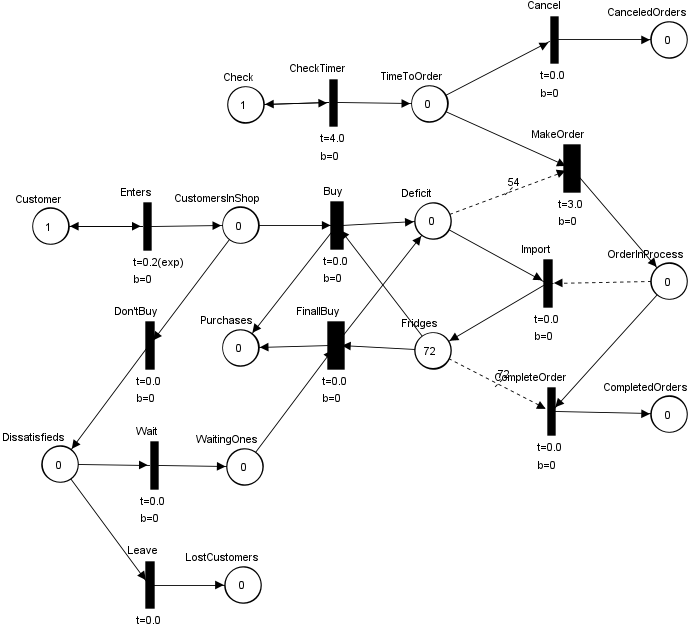 Cancel
CanceledOrders
0
t=0.0
b=0
Check
1
CheckTimer
t=4.0
b=0
TimeToOrder
0
MakeOrder
t=3.0
b=0
54
Customer
1
Enters
t=0.2(exp)
b=0
CustomersInShop
0
Buy
t=0.0
b=0
Deficit
0
Import
t=0.0
b=0
OrderInProcess
0
Don'tBuy
t=0.0
b=0
Purchases
0
FinallBuy
t=0.0
b=0
Fridges
72
72
CompleteOrder
t=0.0
b=0
CompletedOrders
0
Dissatisfieds
0
Wait
t=0.0
b=0
WaitingOnes
0
Leave
t=0.0
LostCustomers
0